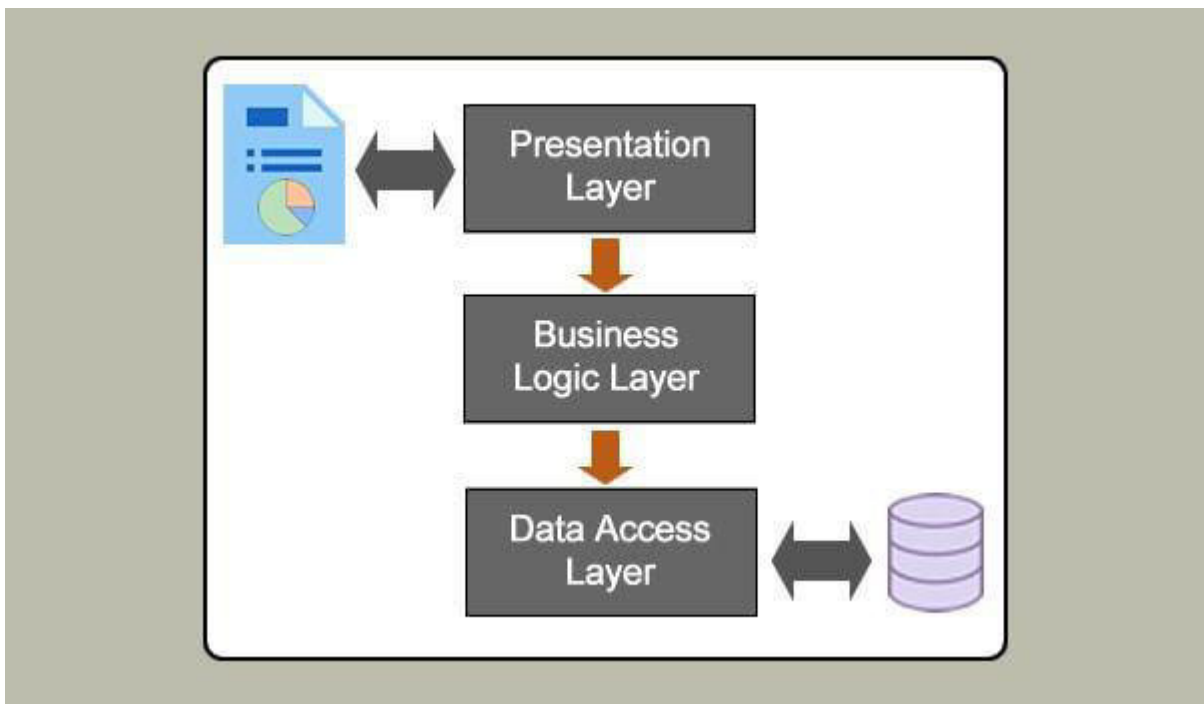 Presentation
Layer
Business
Logic Layer
Data Access
Layer